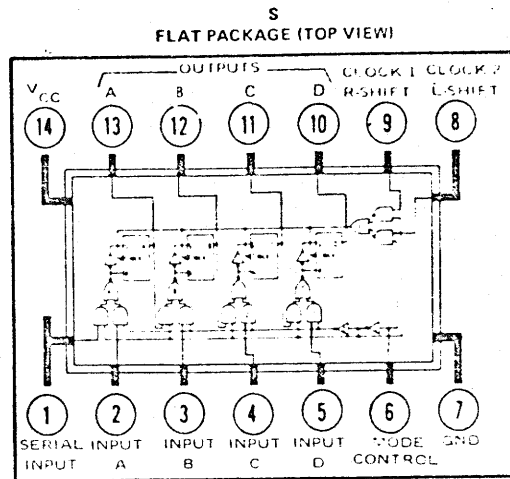 S
FLAT PACKAGE (TOP VIEW)
OUTPUTS
VCC A B C D CLOCK 1 CLOCK 2
R-SHIFT L-SHIFT
14 13 12 11 10 9 8
1 2 3 4 5 6 7
SERIAL INPUT INPUT INPUT INPUT MODE GND
INPUT A B C D CONTROL